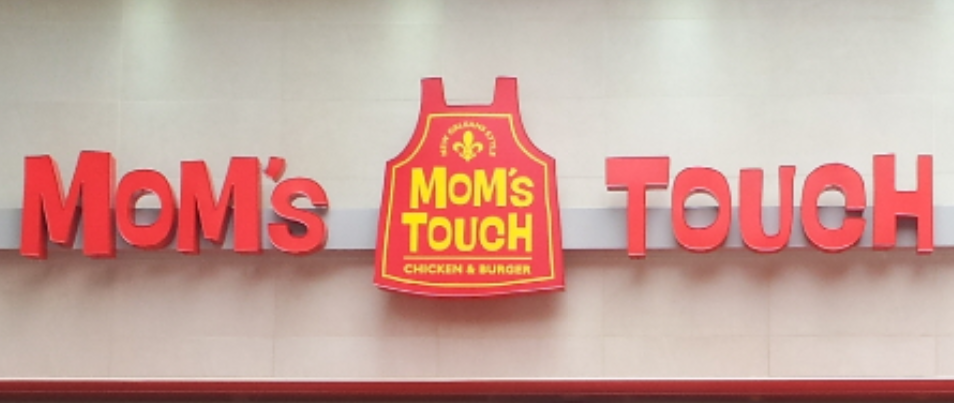 MOM'S
NEW ORLEANS STYLE
MOM'S
TOUCH
CHICKEN & BURGER
TOUCH